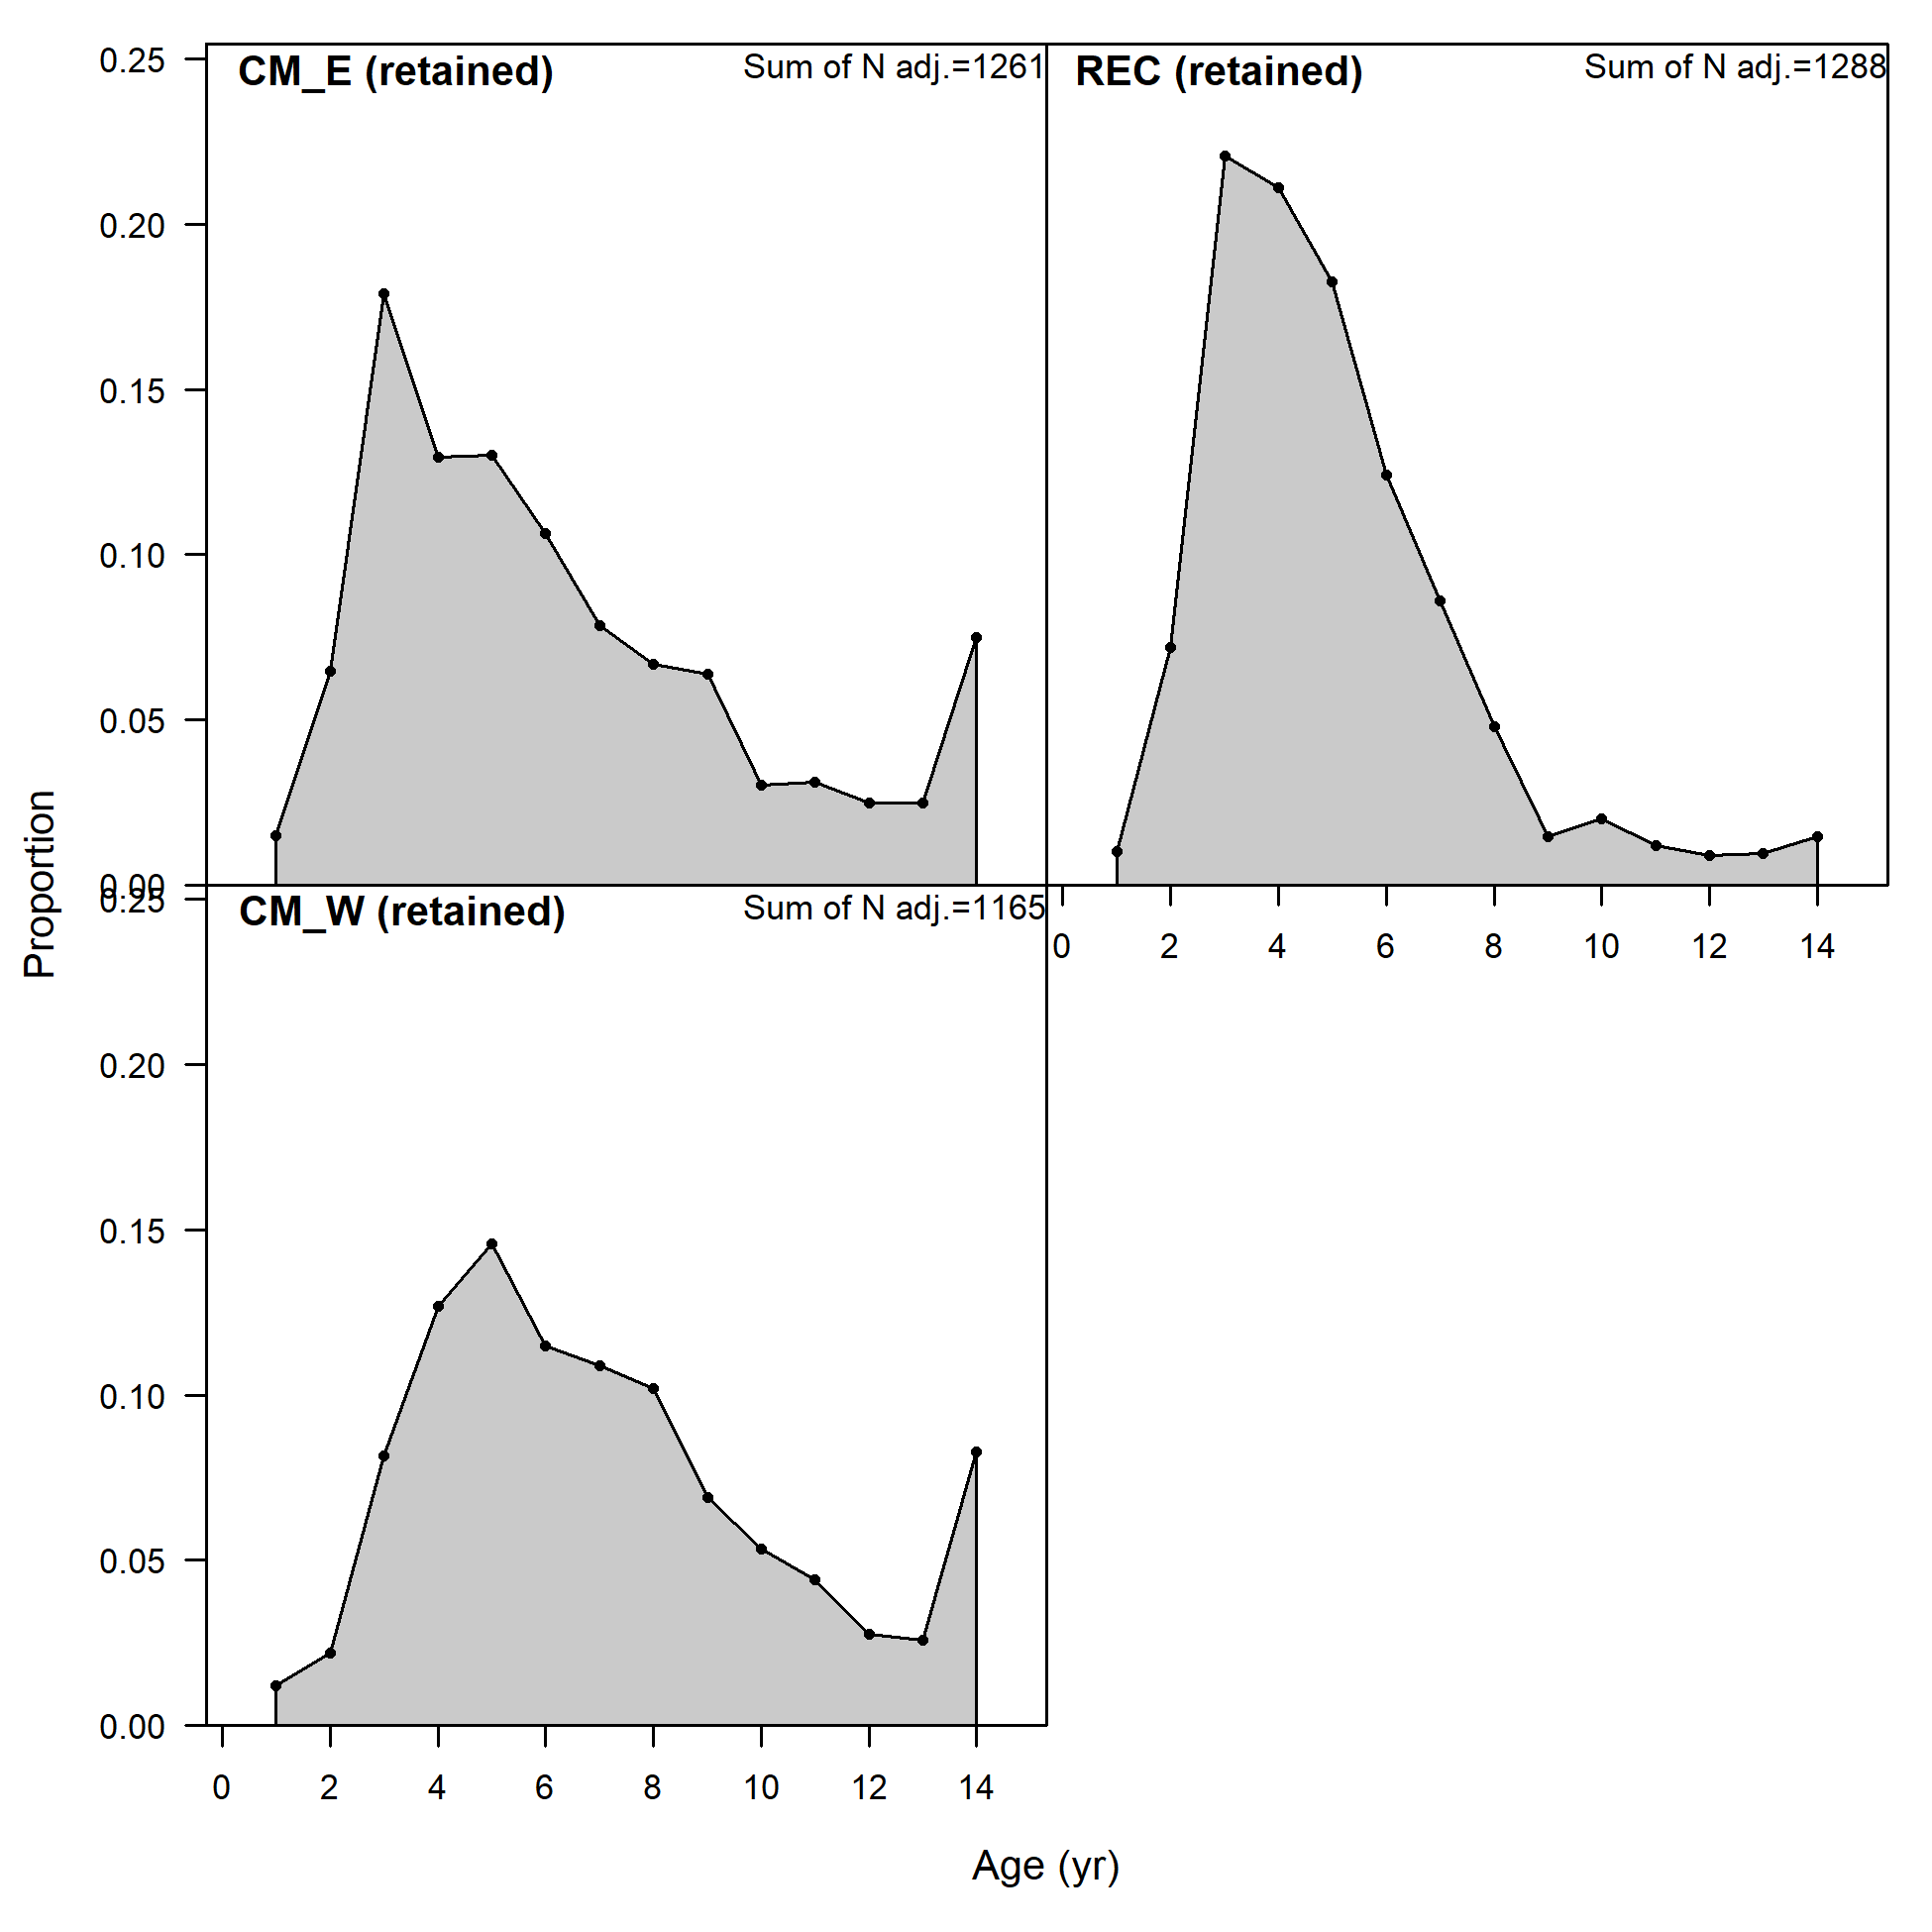 Proportion
CM_E (retained)
Sum of N adj.=1261
0.25
0.20
0.15
0.10
0.05
0.00
REC (retained)
Sum of N adj.=1288
0 2 4 6 8 10 12 14
CM_W (retained)
Sum of N adj.=1165
0.25
0.20
0.15
0.10
0.05
0.00
0 2 4 6 8 10 12 14
Age (yr)